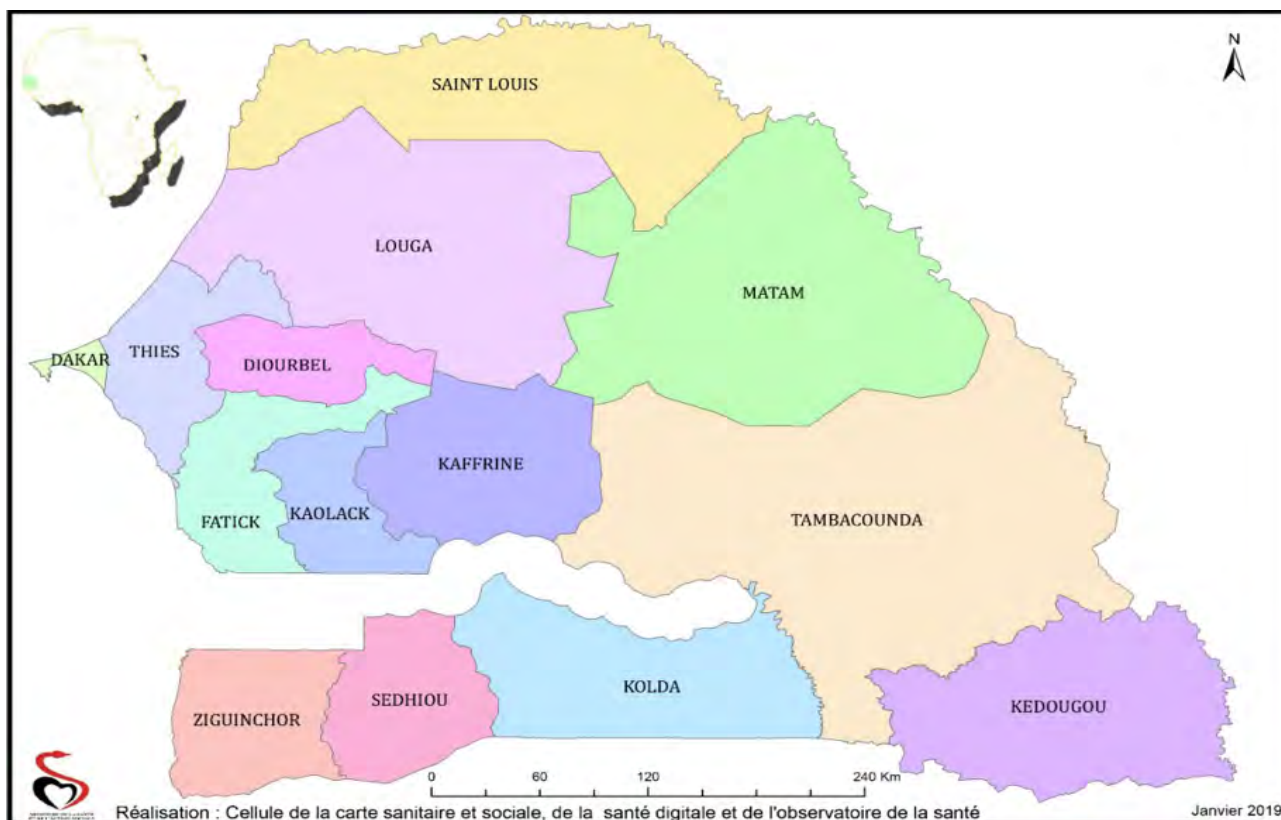 N
SAINT LOUIS
LOUGA
MATAM
DAKAR
THIES
DIOURBEL
KAFFRINE
FATICK
KAOLACK
TAMBACOUNDA
ZIGUINCHOR
SEDHIOU
KOLDA
KEDOUGOU
0 60 120 240 Km
Réalisation : Cellule de la carte sanitaire et sociale, de la santé digitale et de l'observatoire de la santé
Janvier 2019